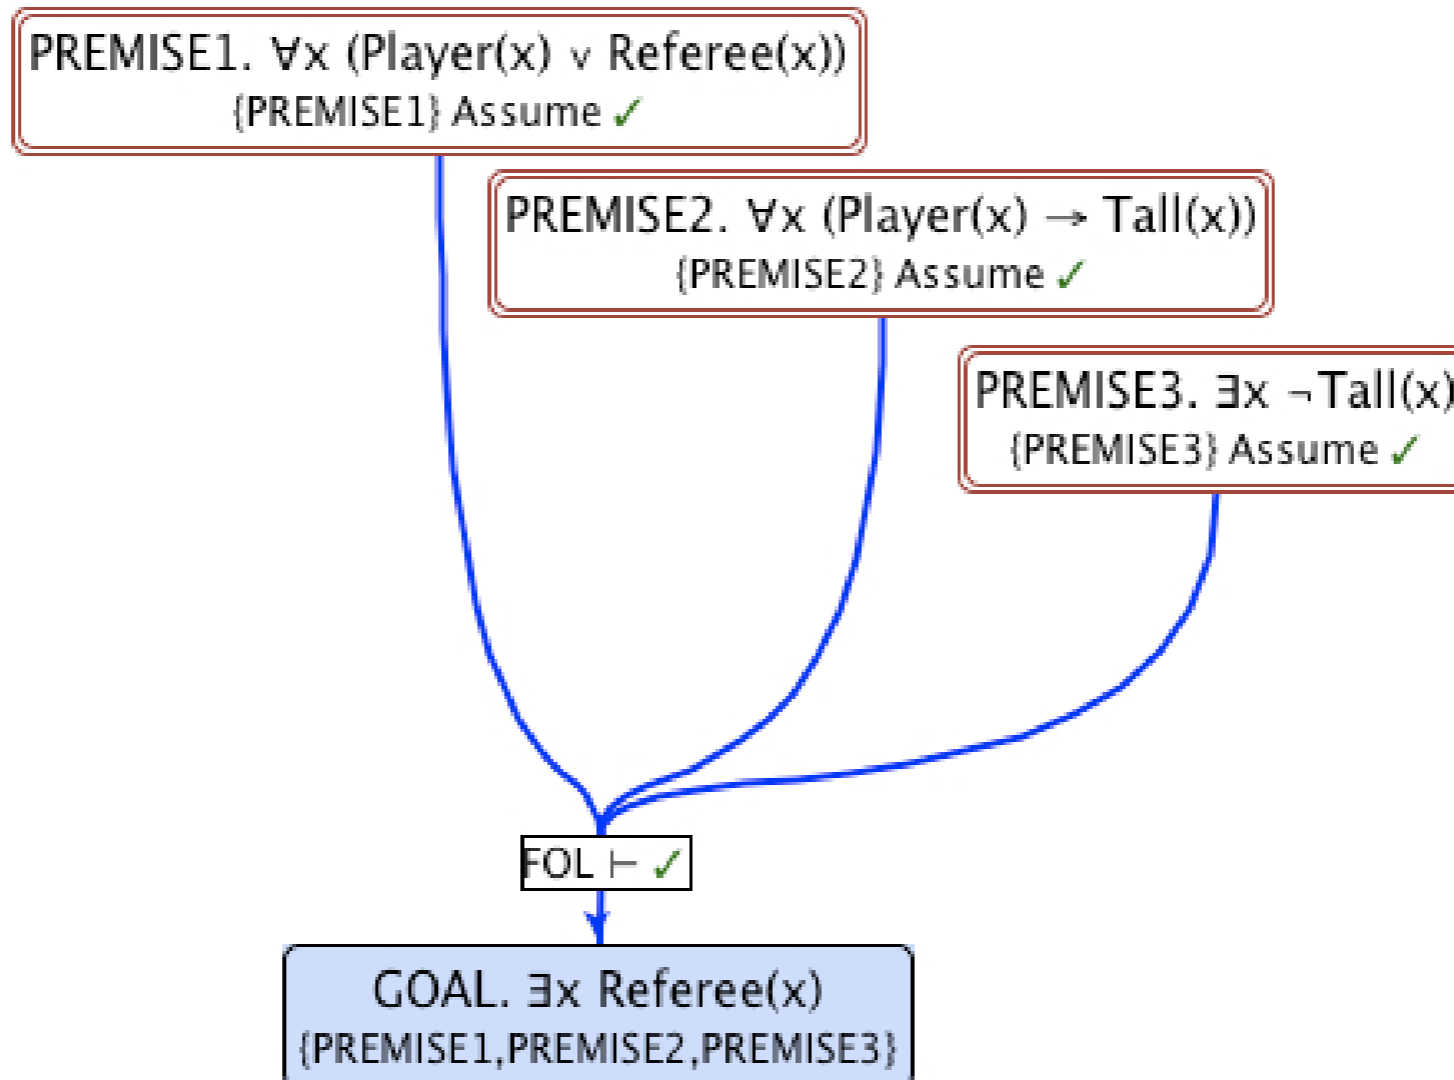 PREMISE1. ∀x (Player(x) ∨ Referee(x))
{PREMISE1} Assume ✓
PREMISE2. ∀x (Player(x) → Tall(x))
{PREMISE2} Assume ✓
PREMISE3. ∃x ¬Tall(x)
{PREMISE3} Assume ✓
FOL ⊢ ✓
GOAL. ∃x Referee(x)
{PREMISE1,PREMISE2,PREMISE3}